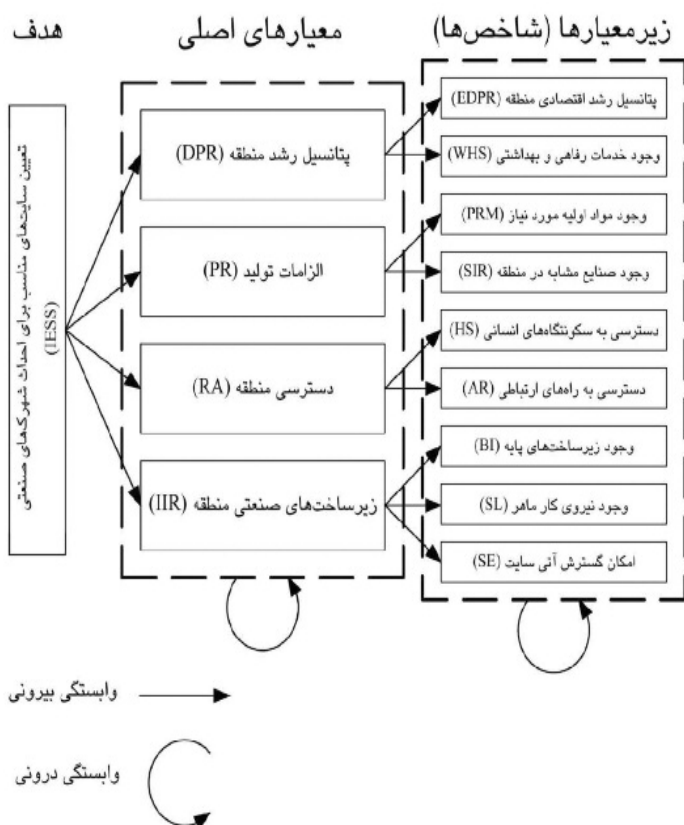 هدف
معیارهای اصلی
زیرمعیارها (شاخص‌ها)
تعیین سایت‌های مناسب برای احداث شهرک‌های صنعتی
(IESS)
پتانسیل رشد منطقه (DPR)
الزامات تولید (PR)
دسترسی منطقه (RA)
زیرساخت‌های صنعتی منطقه (IIR)
پتانسیل رشد اقتصادی منطقه (EDPR)
وجود خدمات رفاهی و بهداشتی (WHS)
وجود مواد اولیه مورد نیاز (PRM)
وجود صنایع مشابه در منطقه (SIR)
دسترسی به سکونتگاه‌های انسانی (HS)
دسترسی به راه‌های ارتباطی (AR)
وجود زیرساخت‌های پایه (BI)
وجود نیروی کار ماهر (SL)
امکان گسترش آتی سایت (SE)
وابستگی بیرونی
وابستگی درونی